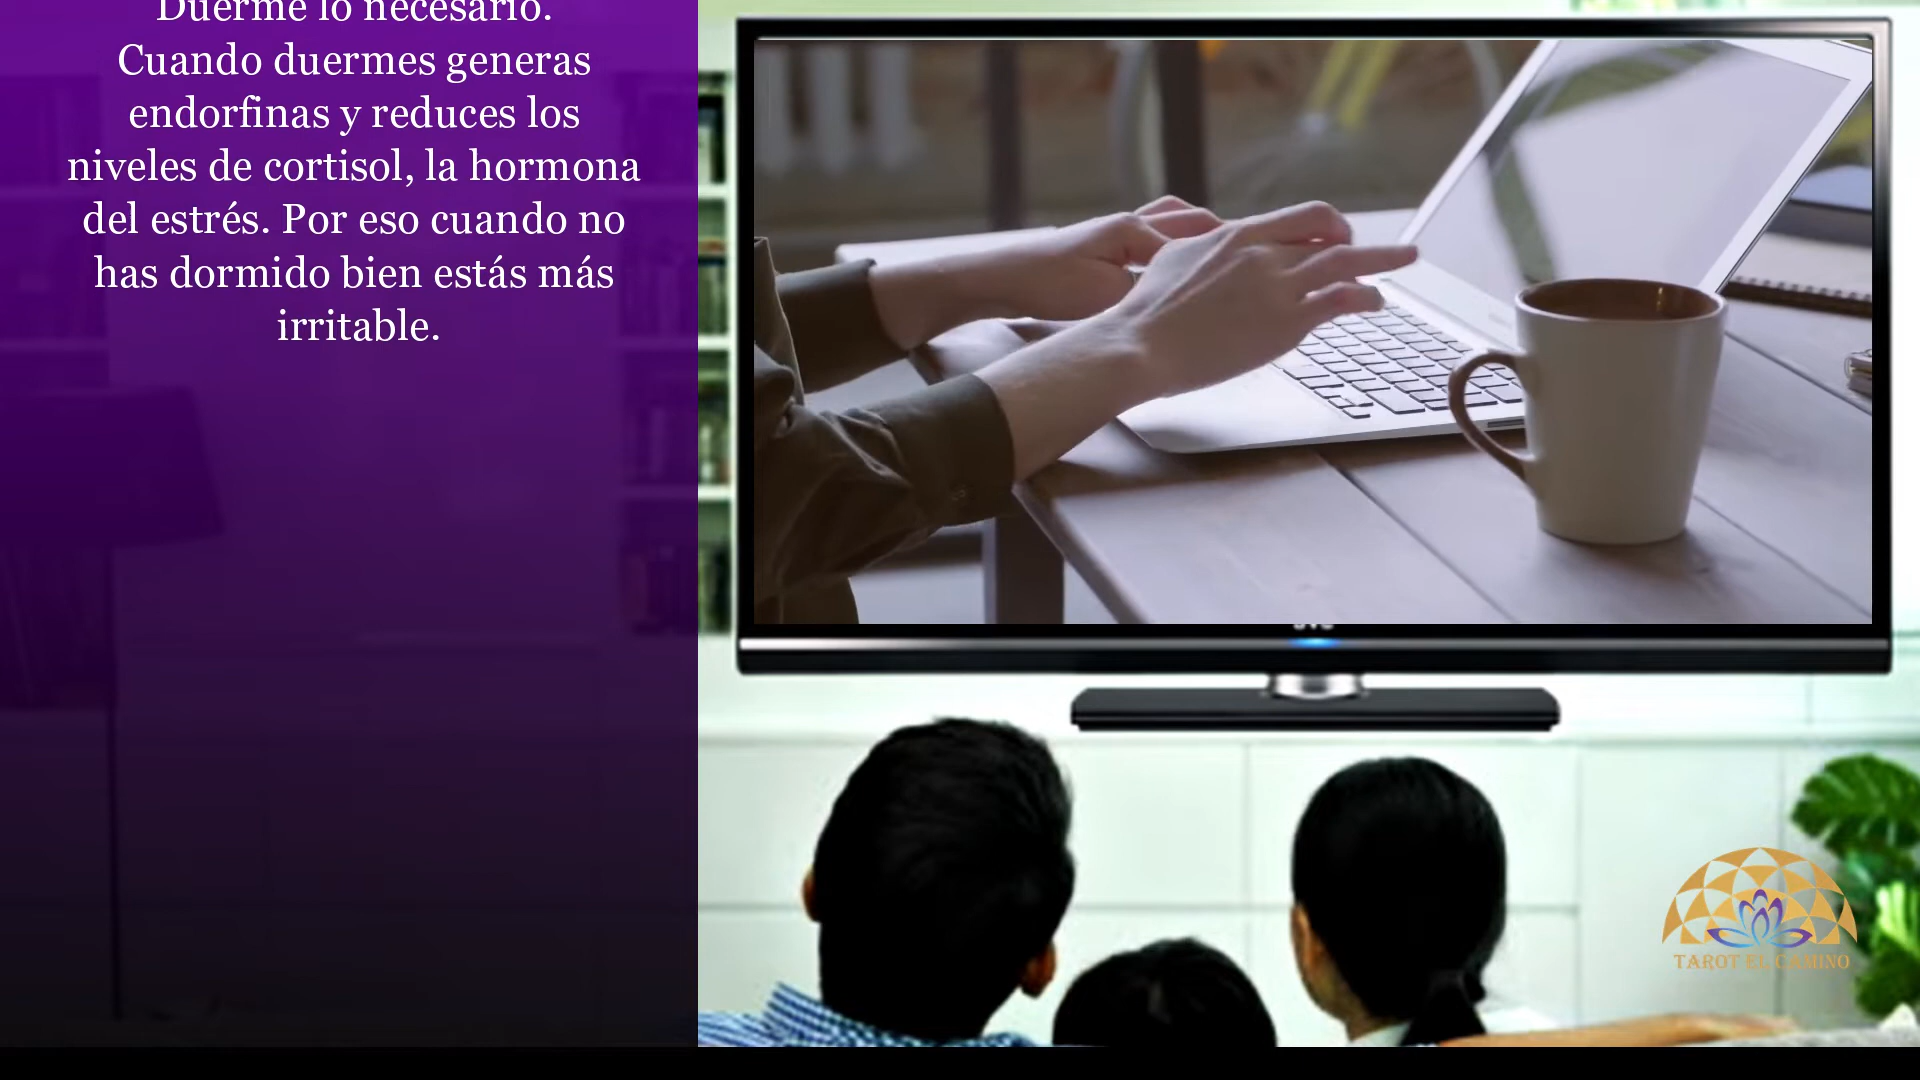 Duerme lo necesario.
Cuando duermes generas
endorfinas y reduces los
niveles de cortisol, la hormona
del estrés. Por eso cuando no
has dormido bien estás más
irritable.
TAROT EL CAMINO